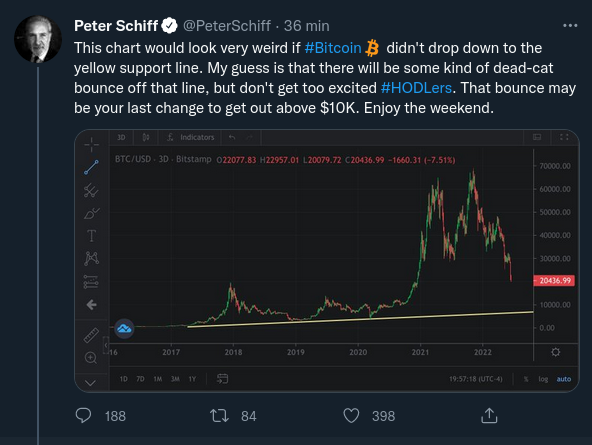 Peter Schiff @PeterSchiff · 36 min
This chart would look very weird if #Bitcoin didn't drop down to the
yellow support line. My guess is that there will be some kind of dead-cat
bounce off that line, but don't get too excited #HODLers. That bounce may
be your last change to get out above $10K. Enjoy the weekend.
3D Indicators
BTC/USD · 3D · Bitstamp O22077.83 H22957.01 L20079.72 C20436.99 −1660.31 (−7.51%)
70000.00
60000.00
50000.00
40000.00
30000.00
20436.99
10000.00
0.00
16 2017 2018 2019 2020 2021 2022
1D 7D 1M 3M 1Y 19:57:18 (UTC-4) % log auto
188 84 398